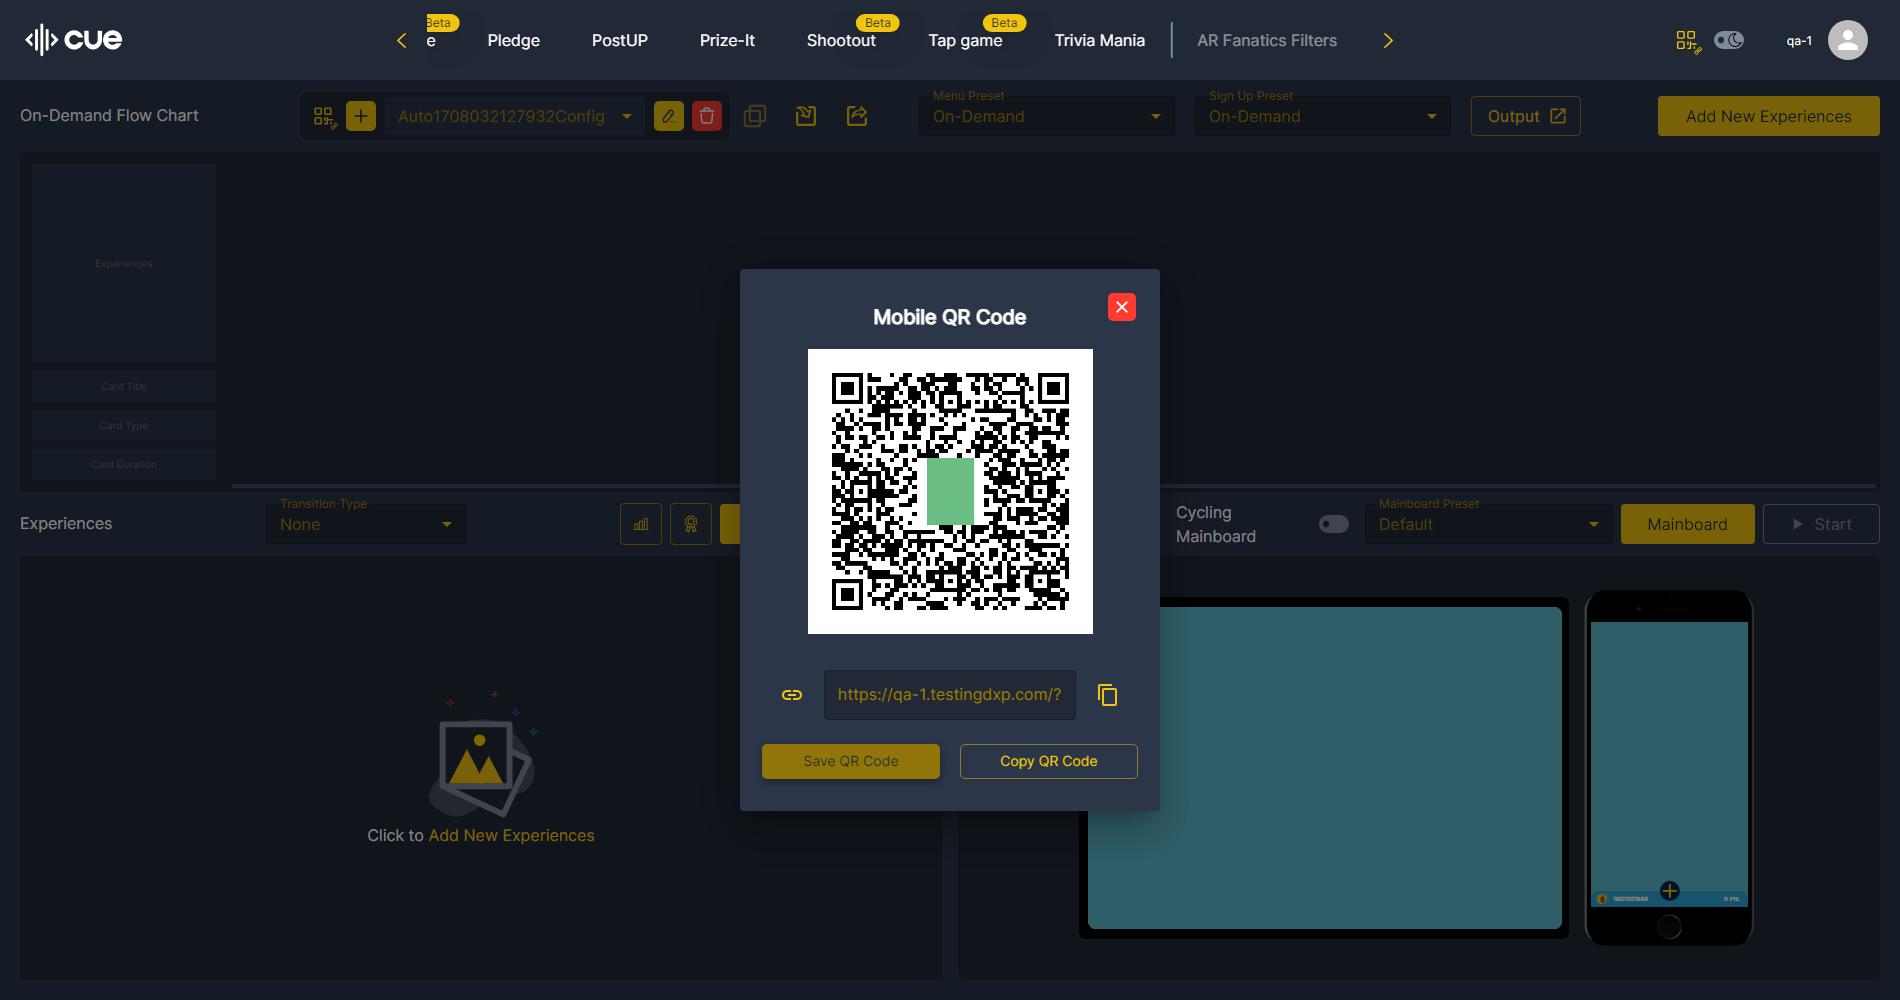 cue
Beta
e
Pledge
PostUP
Prize-It
Beta
Shootout
Beta
Tap game
Trivia Mania
AR Fanatics Filters
qa-1
On-Demand Flow Chart
Auto1708032127932Config
Menu Preset
On-Demand
Sign Up Preset
On-Demand
Output
Add New Experiences
Experiences
Card Title
Card Type
Card Duration
Mobile QR Code
https://qa-1.testingdxp.com/?
Save QR Code
Copy QR Code
Experiences
Transition Type
None
Cycling
Mainboard
Mainboard Preset
Default
Mainboard
Start
Click to Add New Experiences
0 PTS.